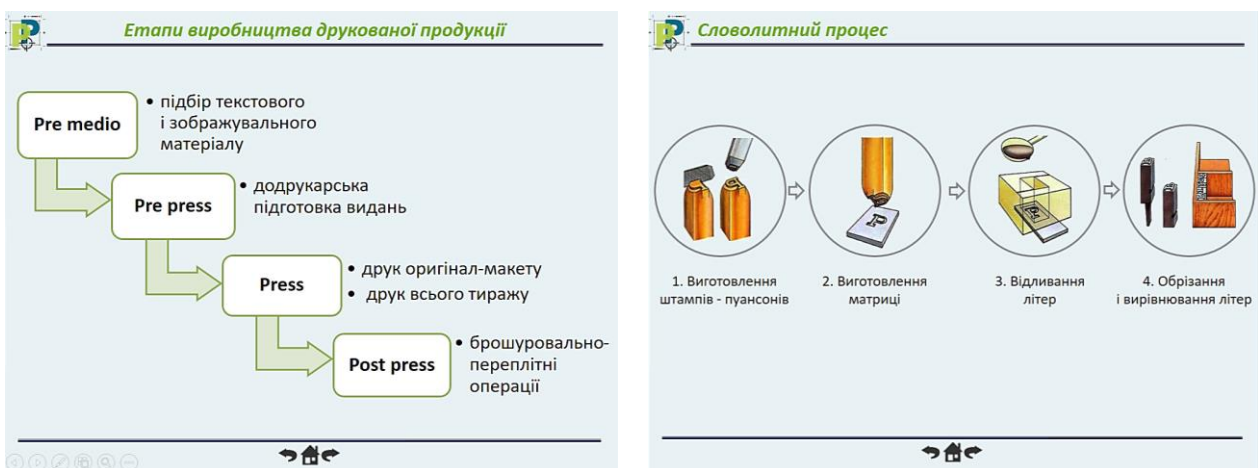 Етапи виробництва друкованої продукції
Pre medio
• підбір текстового
і зображувального
матеріалу
Pre press
• додрукарська
підготовка видань
Press
• друк оригінал-макету
• друк всього тиражу
Post press
• брошуровально-
переплітні
операції
Словолитний процес
1. Виготовлення
штампів - пуансонів
2. Виготовлення
матриці
3. Відливання
літер
4. Обрізання
і вирівнювання літер